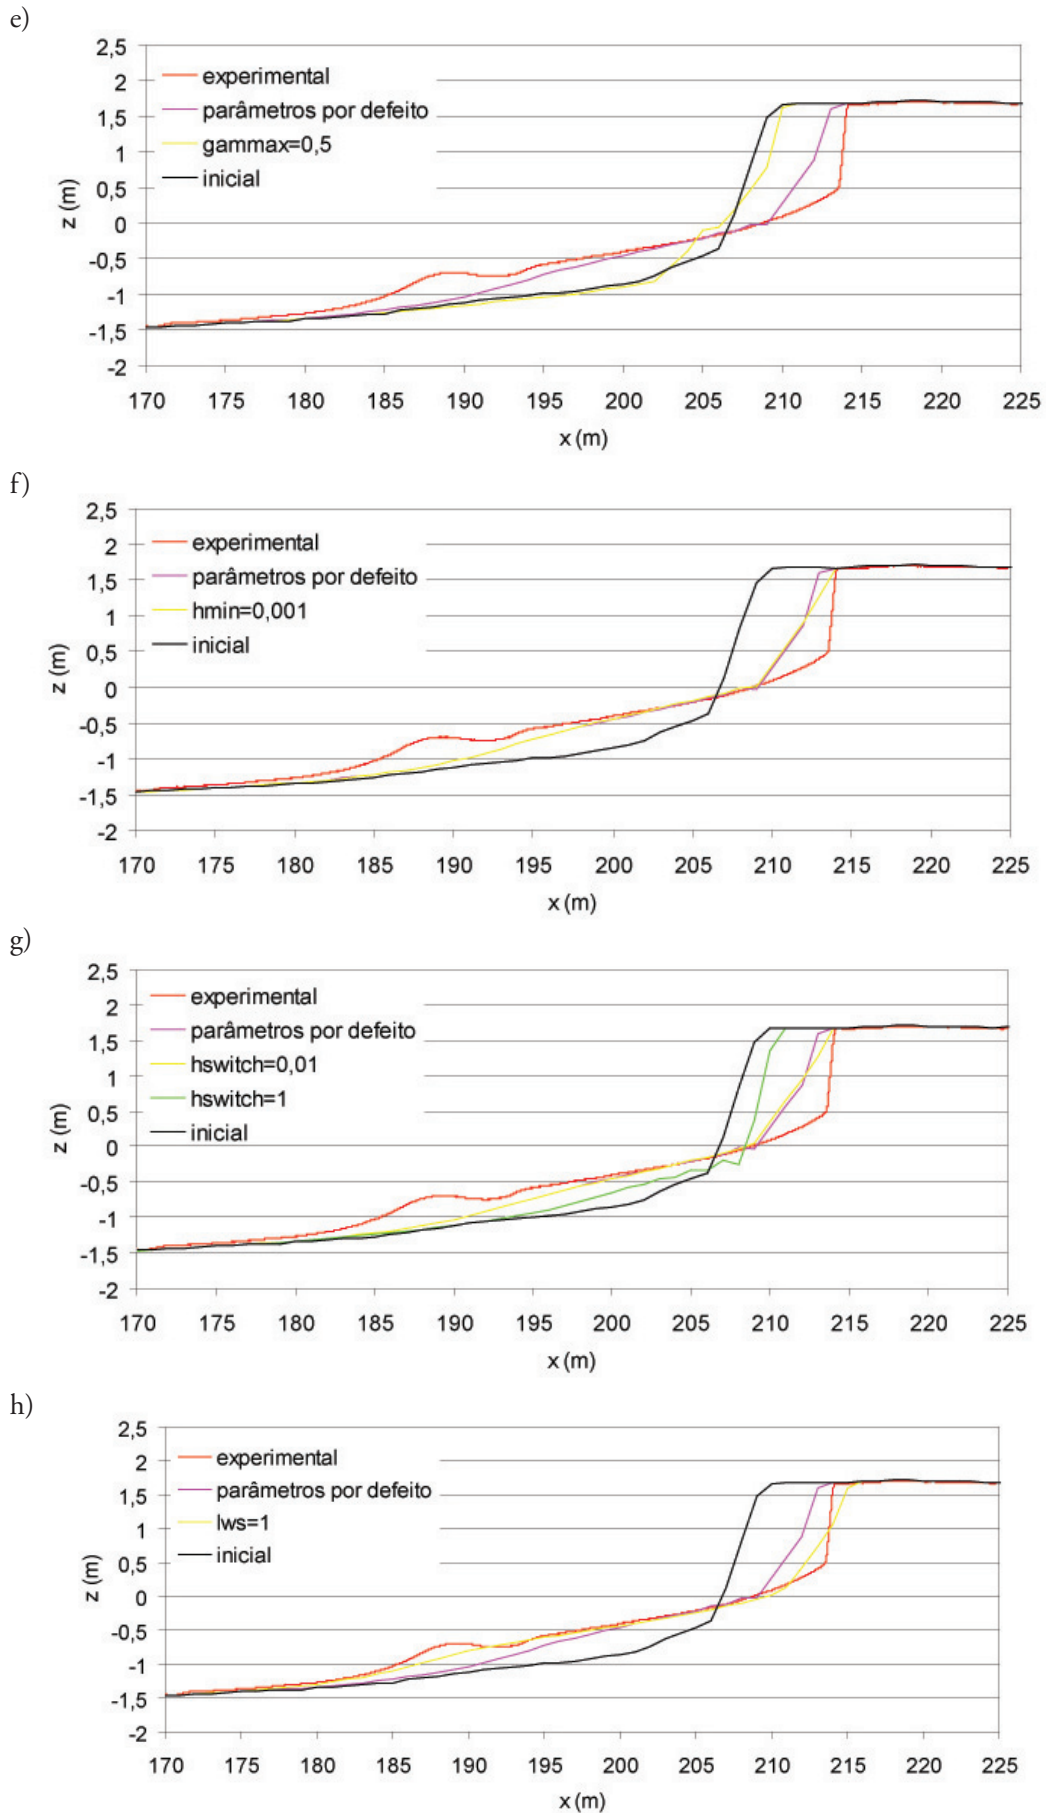 e)
2,5
2
1,5
1
0,5
0
-0,5
-1
-1,5
-2
z (m)
experimental
parâmetros por defeito
gammax=0,5
inicial
170 175 180 185 190 195 200 205 210 215 220 225
x (m)
f)
2,5
2
1,5
1
0,5
0
-0,5
-1
-1,5
-2
z (m)
experimental
parâmetros por defeito
hmin=0,001
inicial
170 175 180 185 190 195 200 205 210 215 220 225
x (m)
g)
2,5
2
1,5
1
0,5
0
-0,5
-1
-1,5
-2
z (m)
experimental
parâmetros por defeito
hswitch=0,01
hswitch=1
inicial
170 175 180 185 190 195 200 205 210 215 220 225
x (m)
h)
2,5
2
1,5
1
0,5
0
-0,5
-1
-1,5
-2
z (m)
experimental
parâmetros por defeito
lws=1
inicial
170 175 180 185 190 195 200 205 210 215 220 225
x (m)